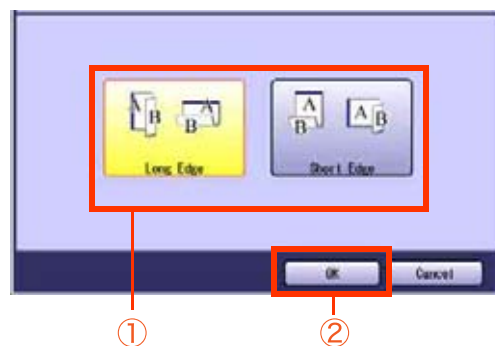 A B B A A B A B
Long Edge Short Edge
OK Cancel
① ②